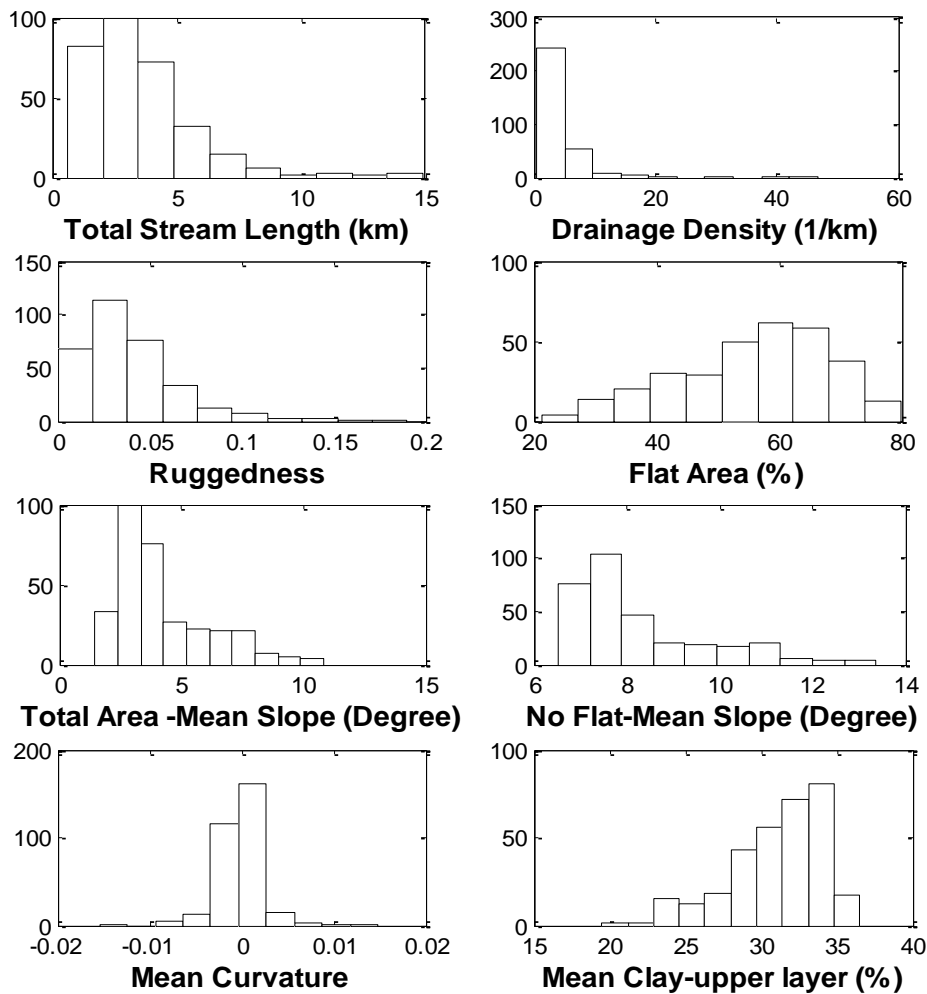 100
50
0
0 5 10 15
Total Stream Length (km)
300
200
100
0
0 20 40 60
Drainage Density (1/km)
150
100
50
0
0 0.05 0.1 0.15 0.2
Ruggedness
100
50
0
20 40 60 80
Flat Area (%)
100
50
0
0 5 10 15
Total Area -Mean Slope (Degree)
150
100
50
0
6 8 10 12 14
No Flat-Mean Slope (Degree)
200
100
0
-0.02 -0.01 0 0.01 0.02
Mean Curvature
100
50
0
15 20 25 30 35 40
Mean Clay-upper layer (%)